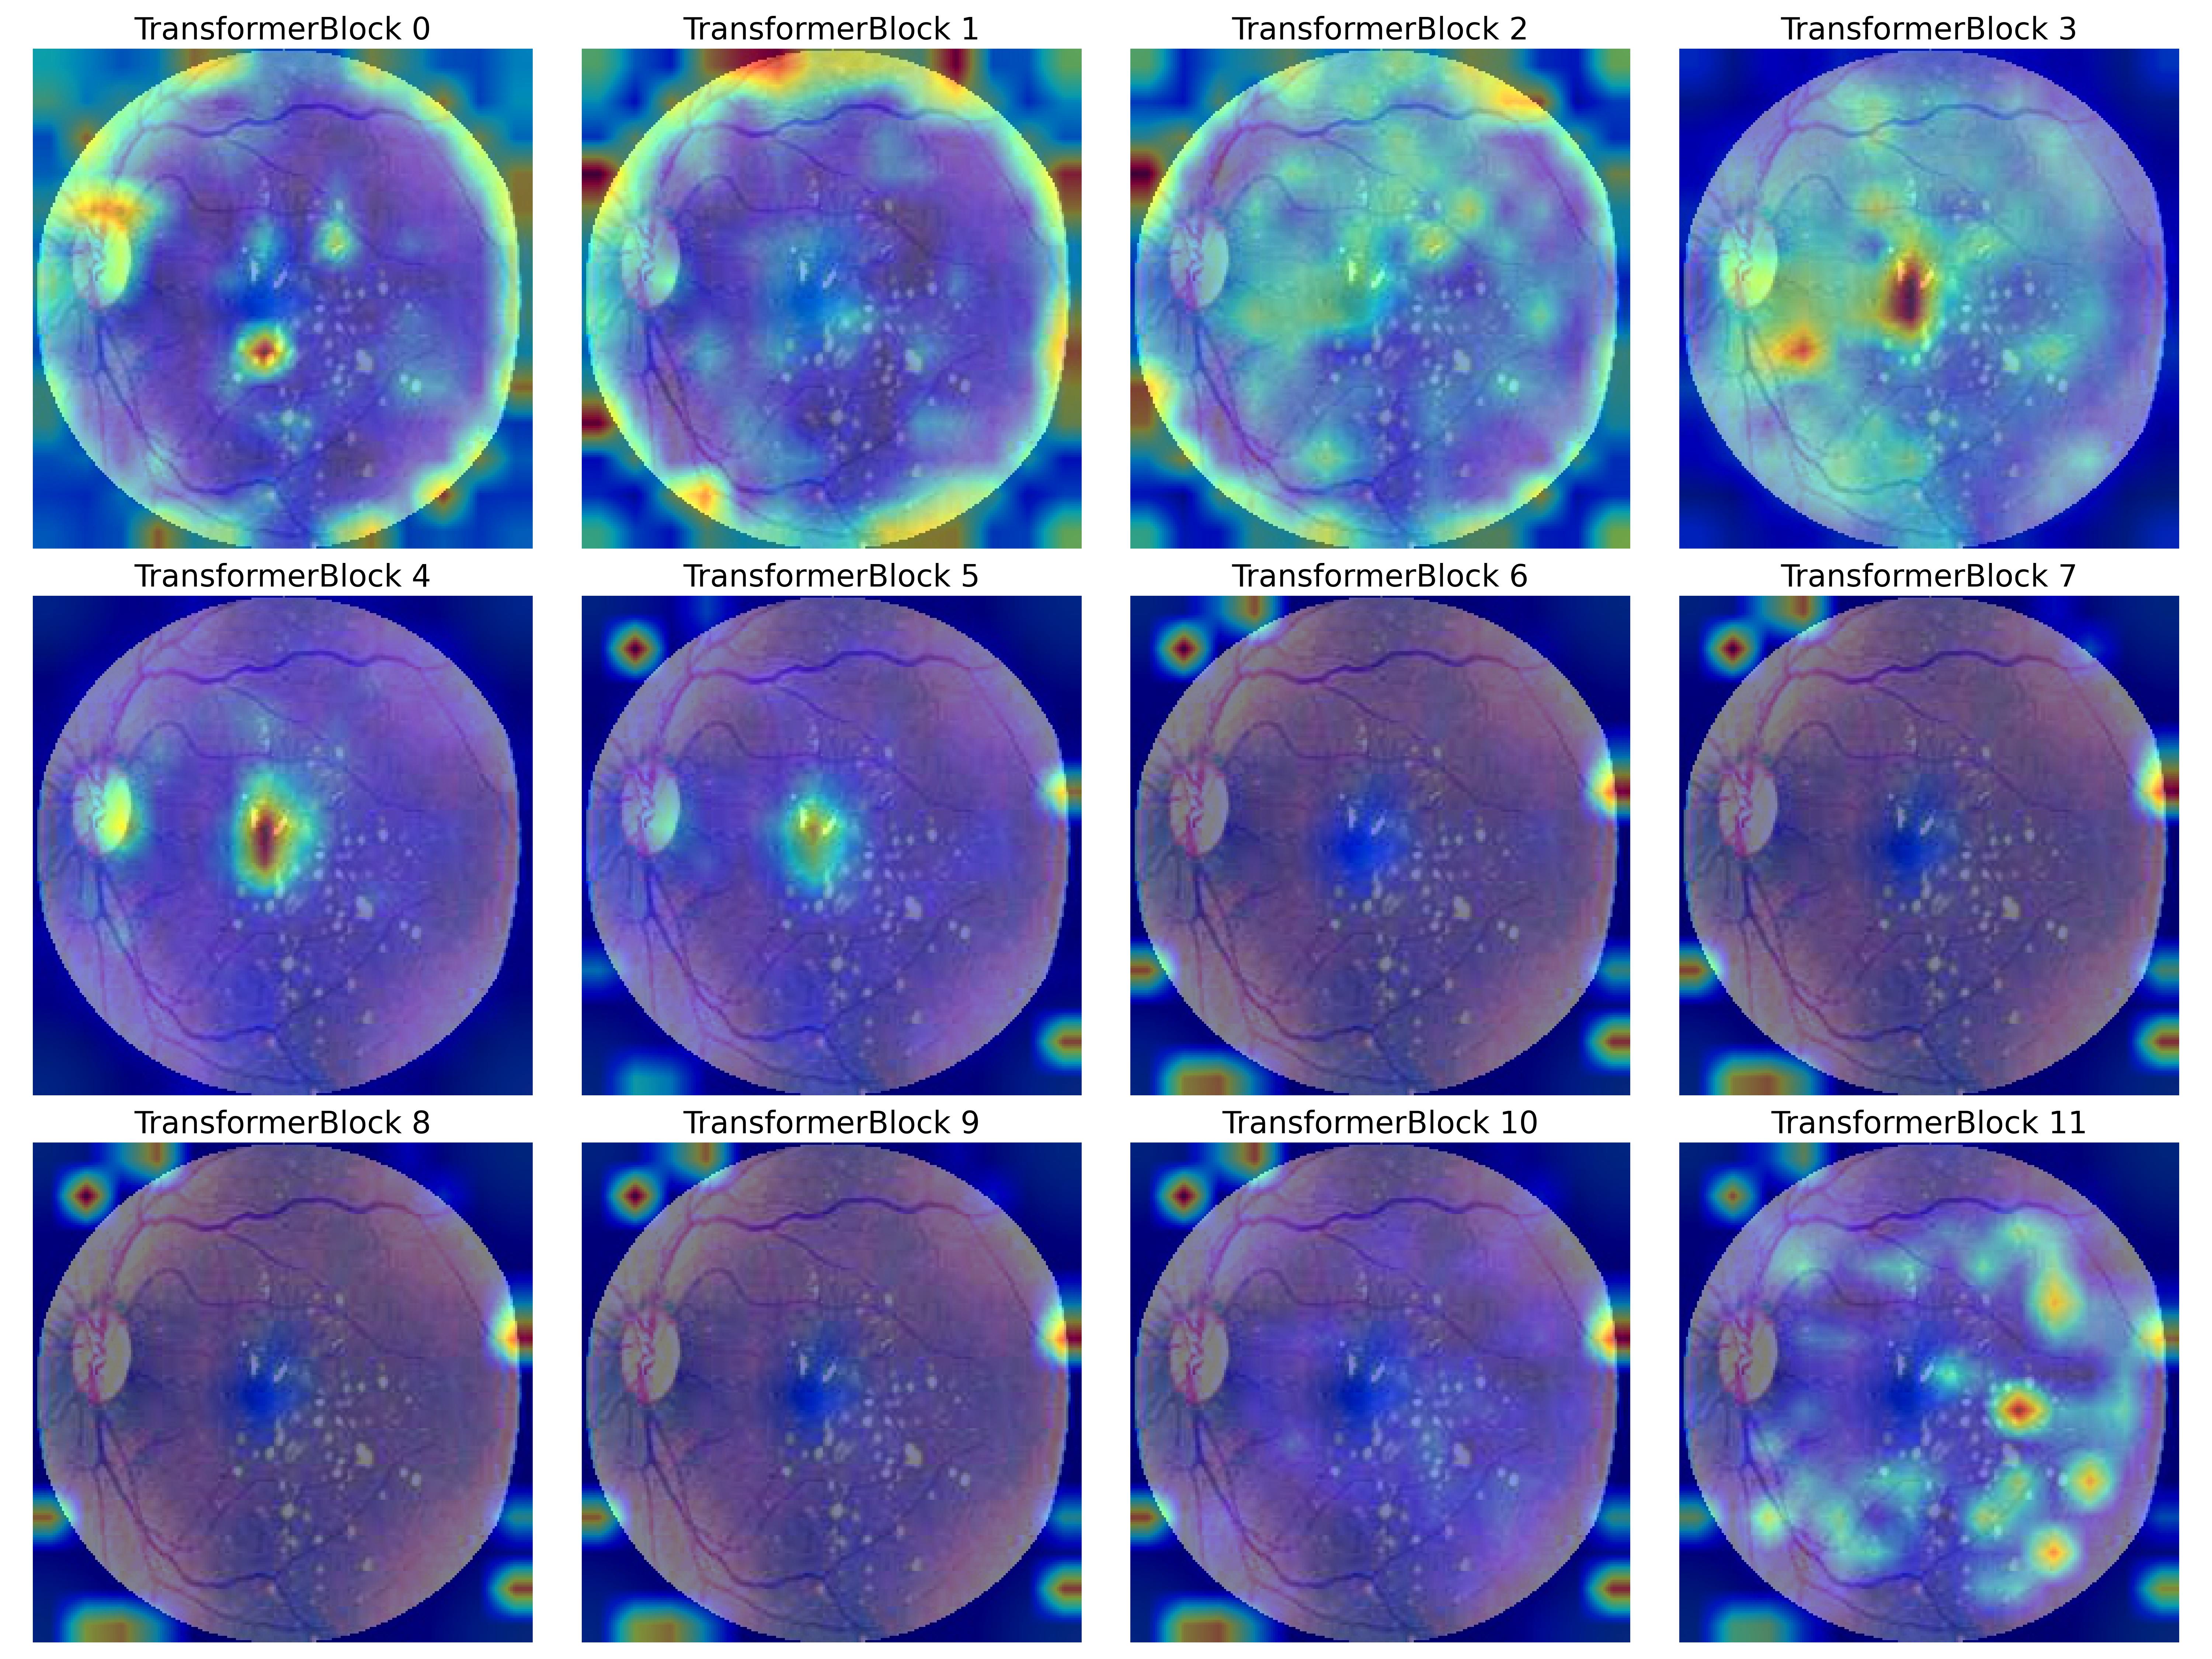 TransformerBlock 0
TransformerBlock 1
TransformerBlock 2
TransformerBlock 3
TransformerBlock 4
TransformerBlock 5
TransformerBlock 6
TransformerBlock 7
TransformerBlock 8
TransformerBlock 9
TransformerBlock 10
TransformerBlock 11